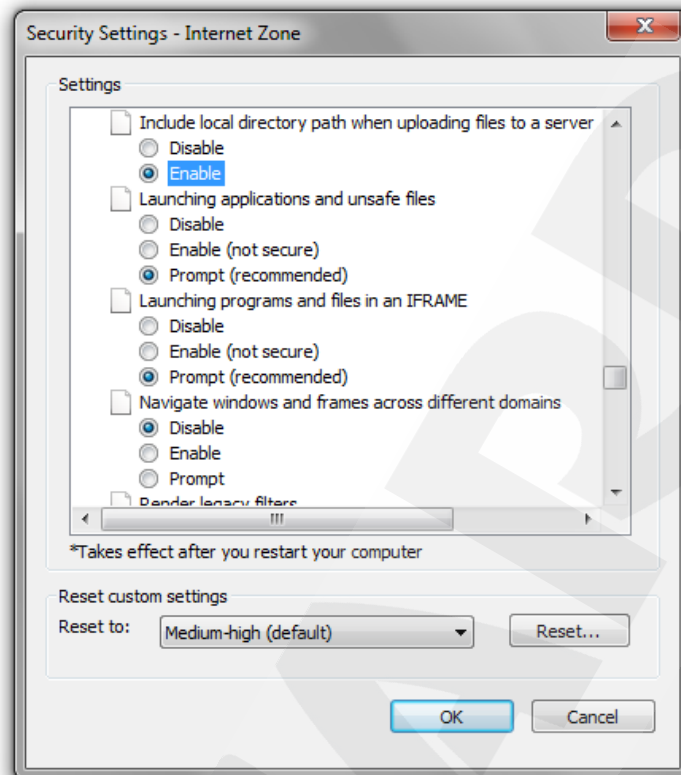 Security Settings - Internet Zone
Settings
Include local directory path when uploading files to a server
Disable
Enable
Launching applications and unsafe files
Disable
Enable (not secure)
Prompt (recommended)
Launching programs and files in an IFRAME
Disable
Enable (not secure)
Prompt (recommended)
Navigate windows and frames across different domains
Disable
Enable
Prompt
Render legacy filters
*Takes effect after you restart your computer
Reset custom settings
Reset to:
Medium-high (default)
Reset...
OK
Cancel